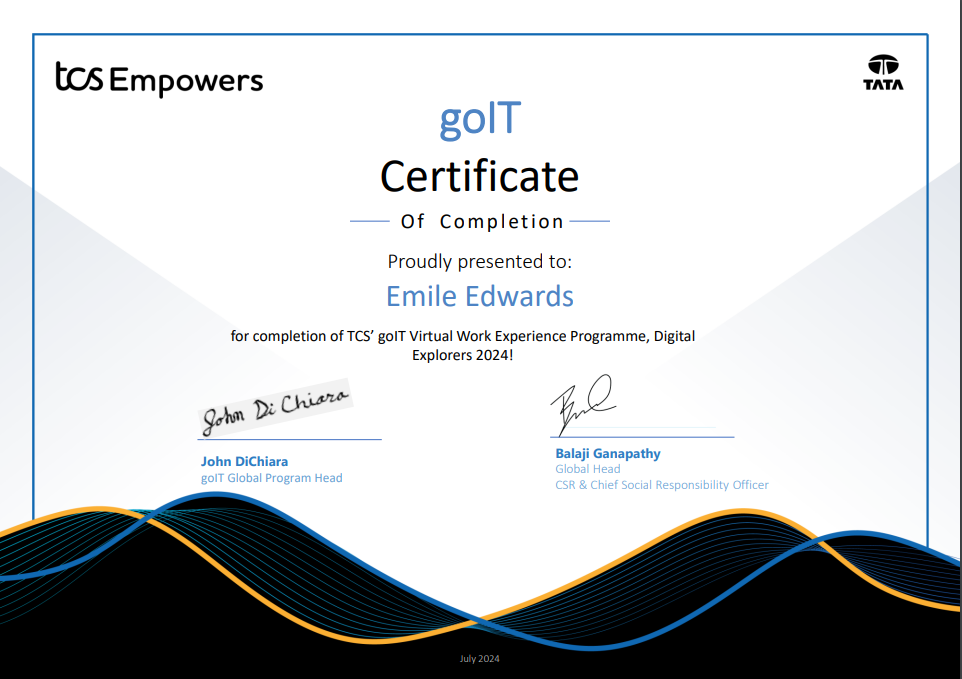 tcs Empowers
TATA
goIT
Certificate
Of Completion
Proudly presented to:
Emile Edwards
for completion of TCS’ goIT Virtual Work Experience Programme, Digital
Explorers 2024!
John Di Chiara
John DiChiara
goIT Global Program Head
Balaji Ganapathy
Global Head
CSR & Chief Social Responsibility Officer
July 2024